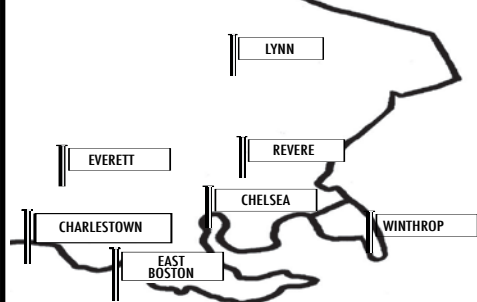 LYNN
REVERE
EVERETT
CHELSEA
CHARLESTOWN
WINTHROP
EAST
BOSTON